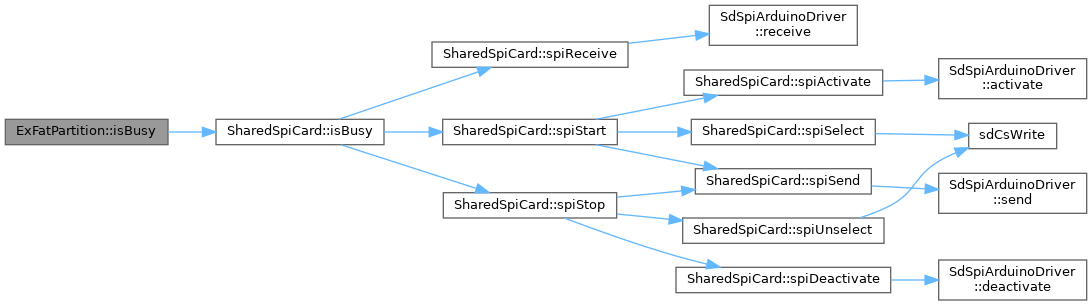 ExFatPartition::isBusy
SharedSpiCard::isBusy
SharedSpiCard::spiReceive
SdSpiArduinoDriver
::receive
SharedSpiCard::spiStart
SharedSpiCard::spiActivate
SdSpiArduinoDriver
::activate
SharedSpiCard::spiSelect
sdCsWrite
SharedSpiCard::spiSend
SdSpiArduinoDriver
::send
SharedSpiCard::spiStop
SharedSpiCard::spiUnselect
SharedSpiCard::spiDeactivate
SdSpiArduinoDriver
::deactivate